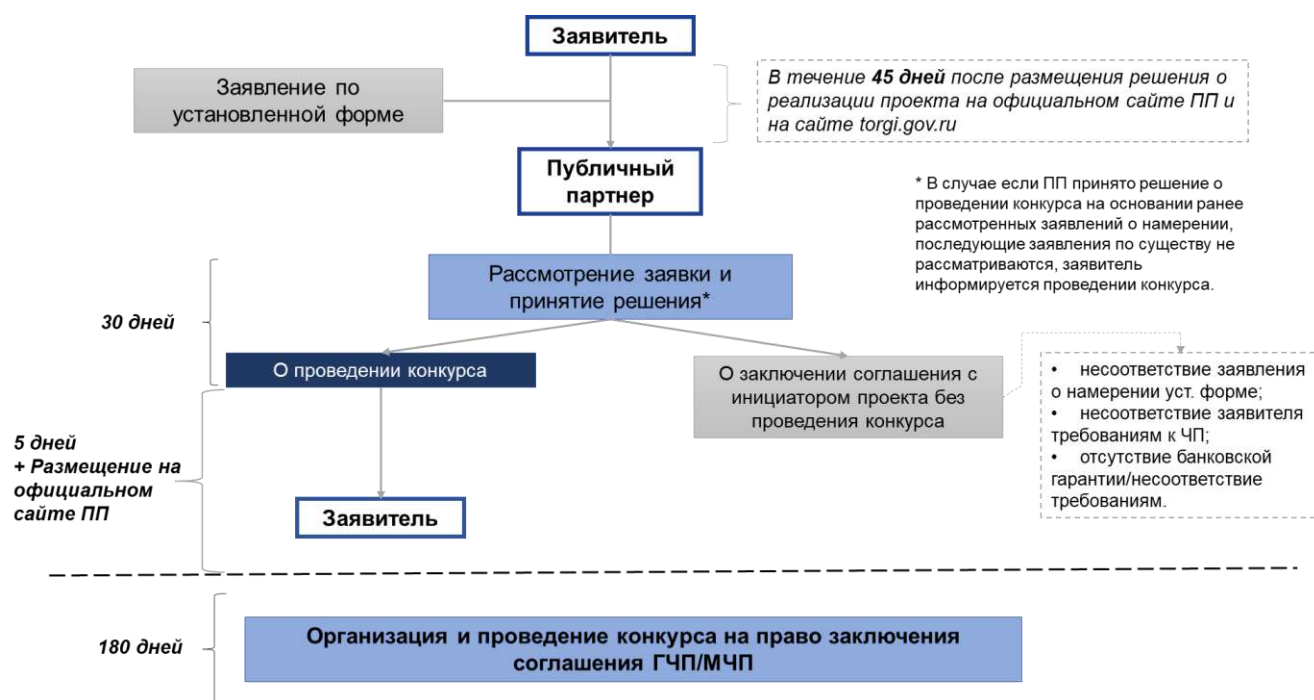 Заявитель
Заявление по
установленной форме
В течение 45 дней после размещения решения о
реализации проекта на официальном сайте ПП и
на сайте torgi.gov.ru
Публичный
партнер
* В случае если ПП принято решение о
проведении конкурса на основании ранее
рассмотренных заявлений о намерении,
последующие заявления по существу не
рассматриваются, заявитель
информируется проведении конкурса.
Рассмотрение заявки и
принятие решения*
30 дней
О проведении конкурса
О заключении соглашения с
инициатором проекта без
проведения конкурса
• несоответствие заявления
о намерении уст. форме;
• несоответствие заявителя
требованиям к ЧП;
• отсутствие банковской
гарантии/несоответствие
требованиям.
5 дней
+ Размещение на
официальном
сайте ПП
Заявитель
180 дней
Организация и проведение конкурса на право заключения
соглашения ГЧП/МЧП